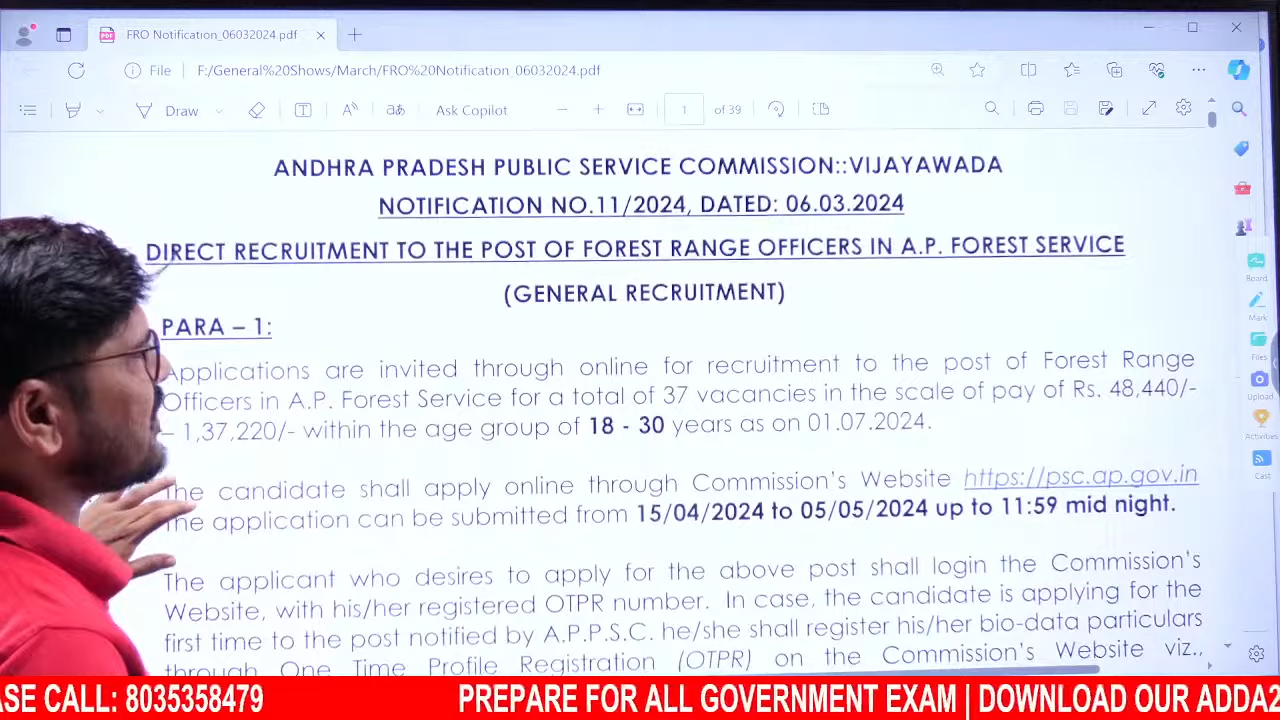 FRO Notification_06032024.pdf
File
F:/General%20Shows/March/FRO%20Notification_06032024.pdf
Draw
Ask Copilot
1
of 39
ANDHRA PRADESH PUBLIC SERVICE COMMISSION::VIJAYAWADA
NOTIFICATION NO.11/2024, DATED: 06.03.2024
DIRECT RECRUITMENT TO THE POST OF FOREST RANGE OFFICERS IN A.P. FOREST SERVICE
(GENERAL RECRUITMENT)
PARA – 1:
Applications are invited through online for recruitment to the post of Forest Range
Officers in A.P. Forest Service for a total of 37 vacancies in the scale of pay of Rs. 48,440/-
– 1,37,220/- within the age group of 18 - 30 years as on 01.07.2024.
The candidate shall apply online through Commission's Website https://psc.ap.gov.in
The application can be submitted from 15/04/2024 to 05/05/2024 up to 11:59 mid night.
The applicant who desires to apply for the above post shall login the Commission's
Website, with his/her registered OTPR number. In case, the candidate is applying for the
first time to the post notified by A.P.P.S.C. he/she shall register his/her bio-data particulars
through One Time Profile Registration (OTPR) on the Commission's Website viz.,
Board
Mark
Files
Upload
Activities
Cast
ASE CALL: 8035358479 PREPARE FOR ALL GOVERNMENT EXAM | DOWNLOAD OUR ADDA2